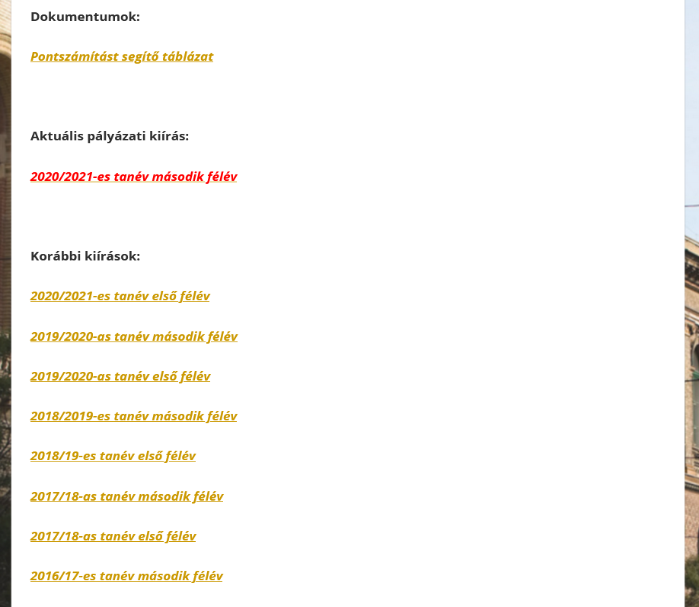 Dokumentumok:
Pontszámítást segítő táblázat
Aktuális pályázati kiírás:
2020/2021-es tanév második félév
Korábbi kiírások:
2020/2021-es tanév első félév
2019/2020-as tanév második félév
2019/2020-as tanév első félév
2018/2019-es tanév második félév
2018/19-es tanév első félév
2017/18-as tanév második félév
2017/18-as tanév első félév
2016/17-es tanév második félév